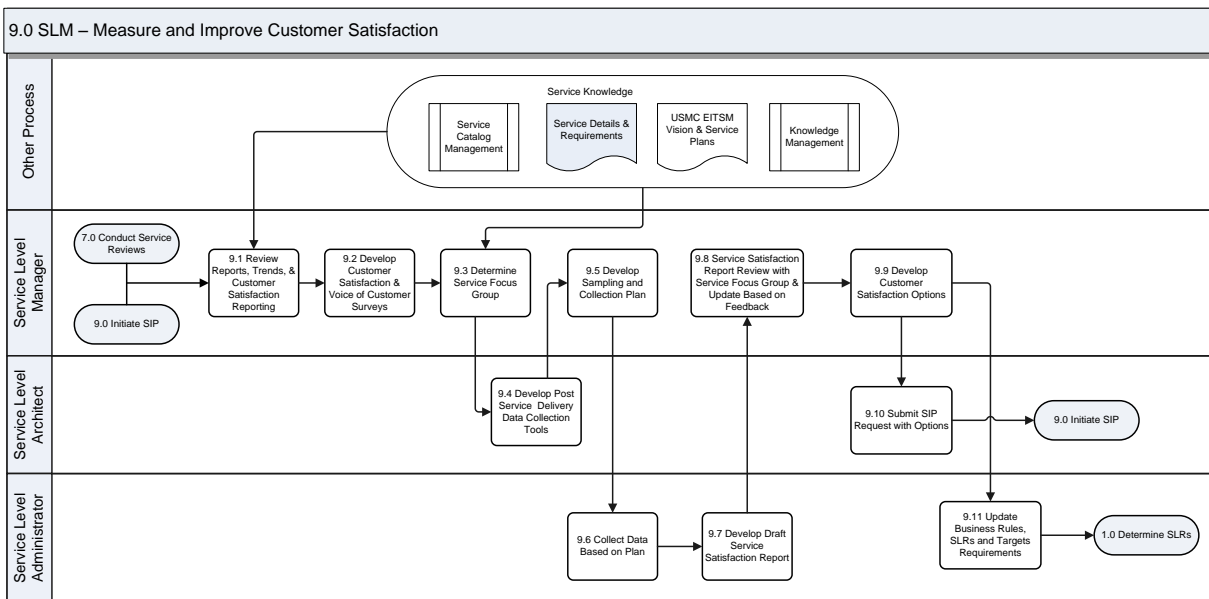 9.0 SLM – Measure and Improve Customer Satisfaction
Other Process
Service Knowledge
Service
Catalog
Management
Service Details &
Requirements
USMC EITSM
Vision & Service
Plans
Knowledge
Management
Service Level
Manager
7.0 Conduct Service
Reviews
9.0 Initiate SIP
9.1 Review
Reports, Trends, &
Customer
Satisfaction
Reporting
9.2 Develop
Customer
Satisfaction &
Voice of Customer
Surveys
9.3 Determine
Service Focus
Group
9.5 Develop
Sampling and
Collection Plan
9.8 Service Satisfaction
Report Review with
Service Focus Group &
Update Based on
Feedback
9.9 Develop
Customer
Satisfaction Options
Service Level
Architect
9.4 Develop Post
Service Delivery
Data Collection
Tools
9.10 Submit SIP
Request with Options
9.0 Initiate SIP
Service Level
Administrator
9.6 Collect Data
Based on Plan
9.7 Develop Draft
Service
Satisfaction Report
9.11 Update
Business Rules,
SLRs and Targets
Requirements
1.0 Determine SLRs